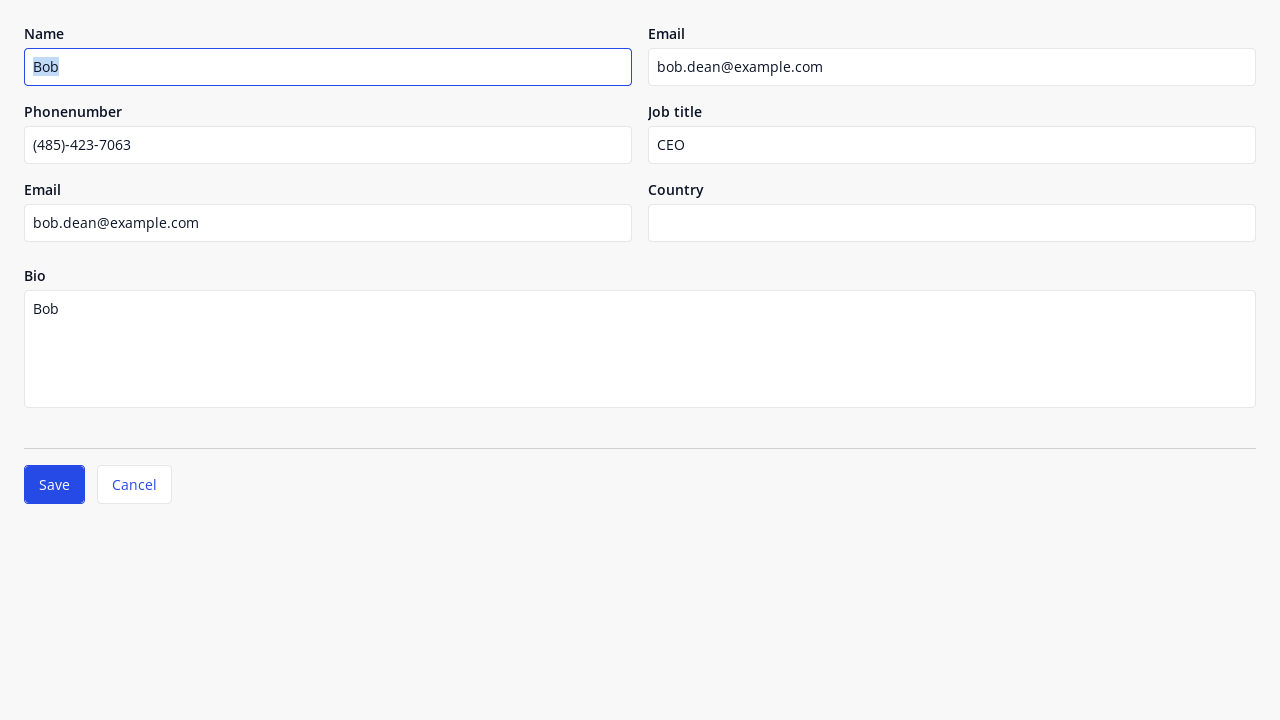 Name
Email
Bob
bob.dean@example.com
Phonenumber
Job title
(485)-423-7063
CEO
Email
Country
bob.dean@example.com
Bio
Bob
Save
Cancel